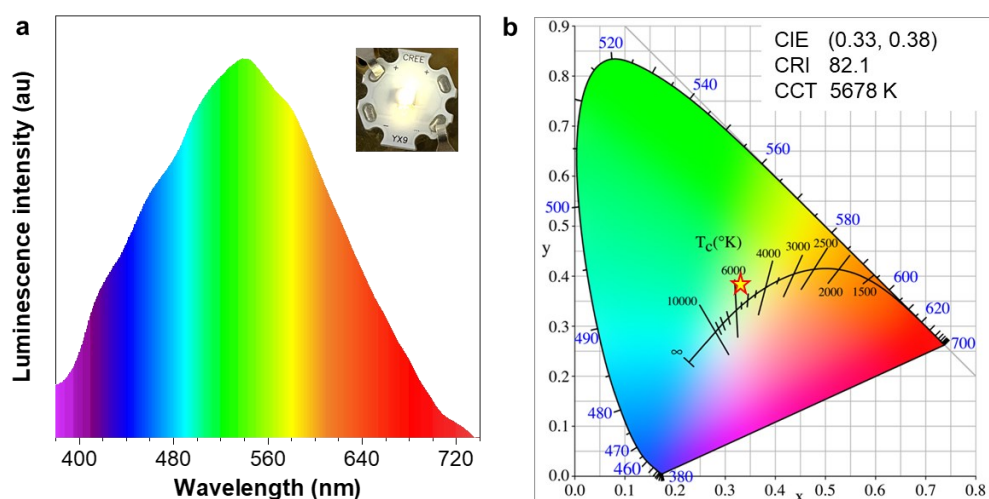 a
Luminescence intensity (au)
CREE
+ +
- -
YX9
400 480 560 640 720
Wavelength (nm)
b
CIE (0.33, 0.38)
CRI 82.1
CCT 5678 K
0.9
0.8
0.7
0.6
0.5
y
0.4
0.3
0.2
0.1
0.0
0.0 0.1 0.2 0.3 0.4 0.5 0.6 0.7 0.8
x
520
540
560
500
580
Tc(°K)
4000 3000 2500
6000
2000 1500
600
10000
620
490
∞
700
480
470
460
380